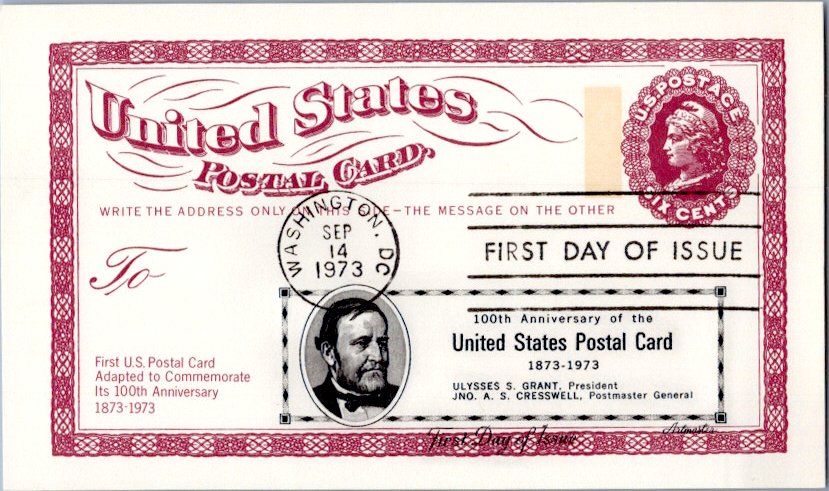 United States
POSTAL CARD.
U.S. POSTAGE
SIX CENTS
WRITE THE ADDRESS ONLY ON THIS SIDE—THE MESSAGE ON THE OTHER
WASHINGTON, DC
SEP
14
1973
FIRST DAY OF ISSUE
To
100th Anniversary of the
United States Postal Card
1873-1973
ULYSSES S. GRANT, President
JNO. A. S. CRESSWELL, Postmaster General
First U.S. Postal Card
Adapted to Commemorate
Its 100th Anniversary
1873-1973
First Day of Issue
Artmaster